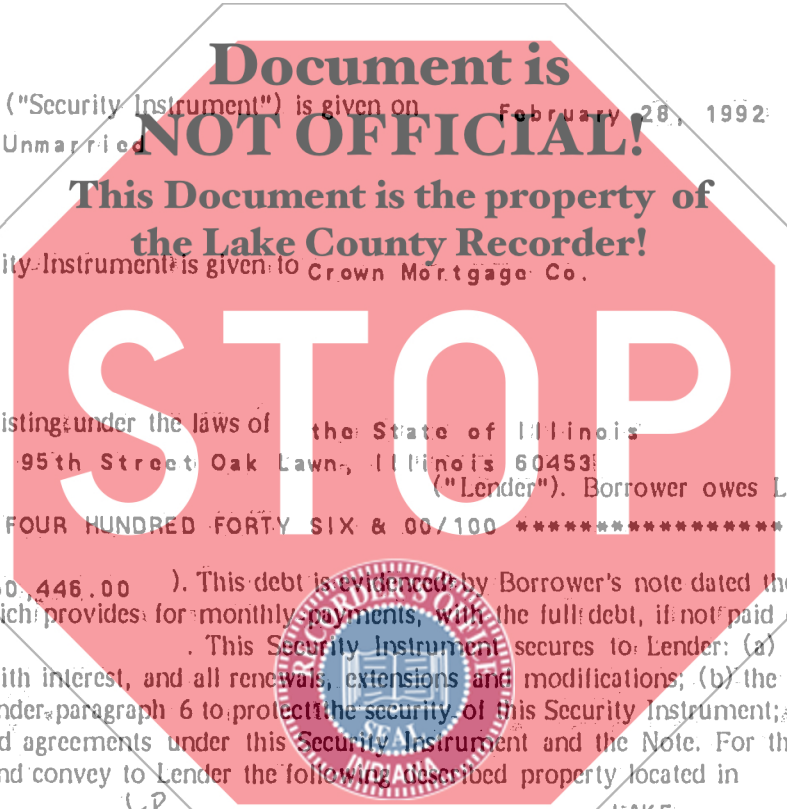 Document is
("Security Instrument") is given on February 28, 1992
Unmarried
NOT OFFICIAL!
This Document is the property of
the Lake County Recorder!
ity Instrument is given to Crown Mortgage Co.
STOP
isting under the laws of the State of Illinois
95th Street Oak Lawn, Illinois 60453
("Lender"). Borrower owes L
FOUR HUNDRED FORTY SIX & 00/100 ******************
0,446.00 ). This debt is evidenced by Borrower's note dated the
ich provides for monthly payments, with the full debt, if not paid
. This Security Instrument secures to Lender: (a)
ith interest, and all renewals, extensions and modifications; (b) the
nder paragraph 6 to protect the security of this Security Instrument;
d agreements under this Security Instrument and the Note. For th
nd convey to Lender the following described property located in
RECORDER'S OFFICE
SEAL
INDIANA
LAKE